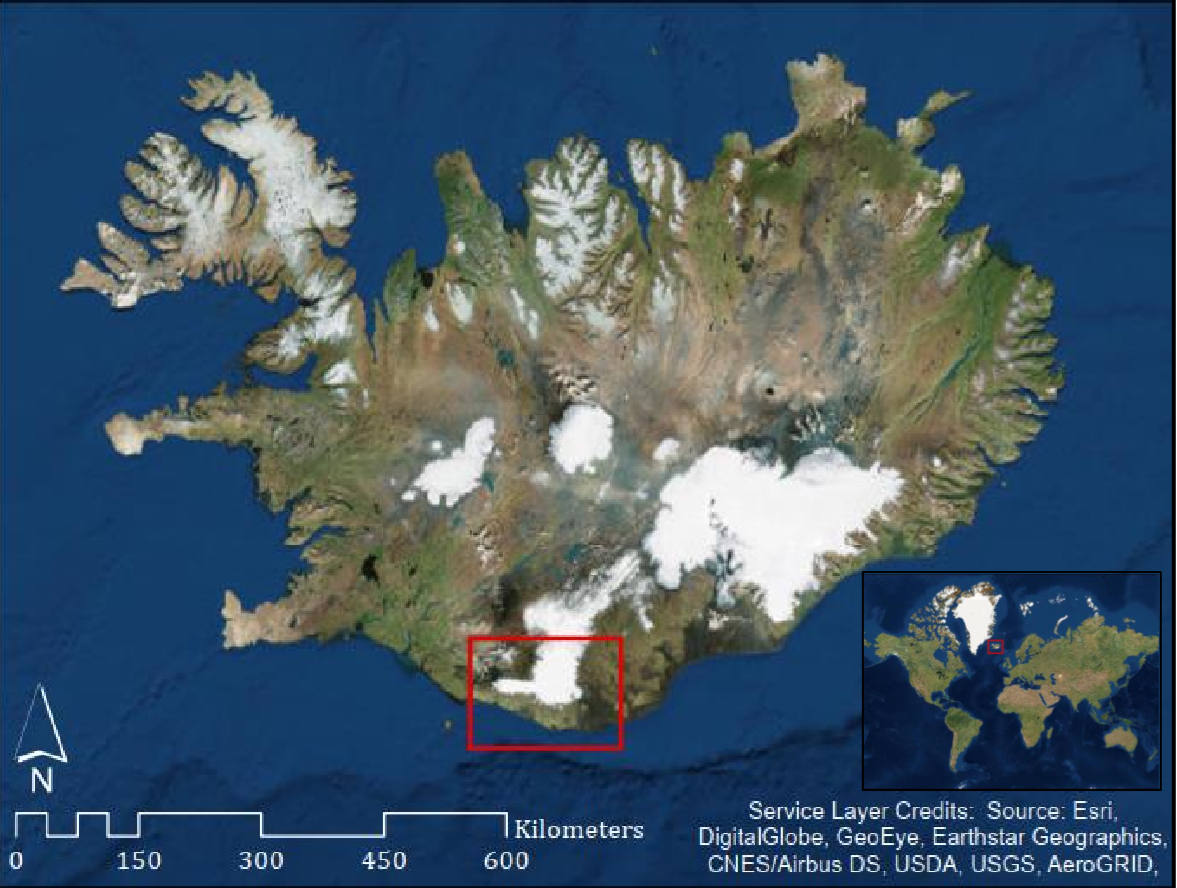 N
Kilometers
0 150 300 450 600
Service Layer Credits: Source: Esri,
DigitalGlobe, GeoEye, Earthstar Geographics,
CNES/Airbus DS, USDA, USGS, AeroGRID,